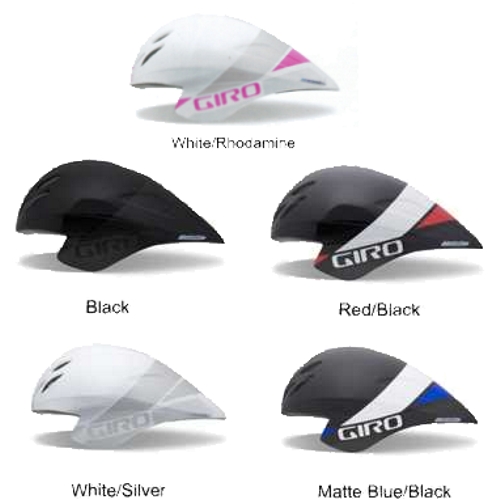 GIRO
White/Rhodamine
GIRO
GIRO
Black
Red/Black
GIRO
GIRO
White/Silver
Matte Blue/Black